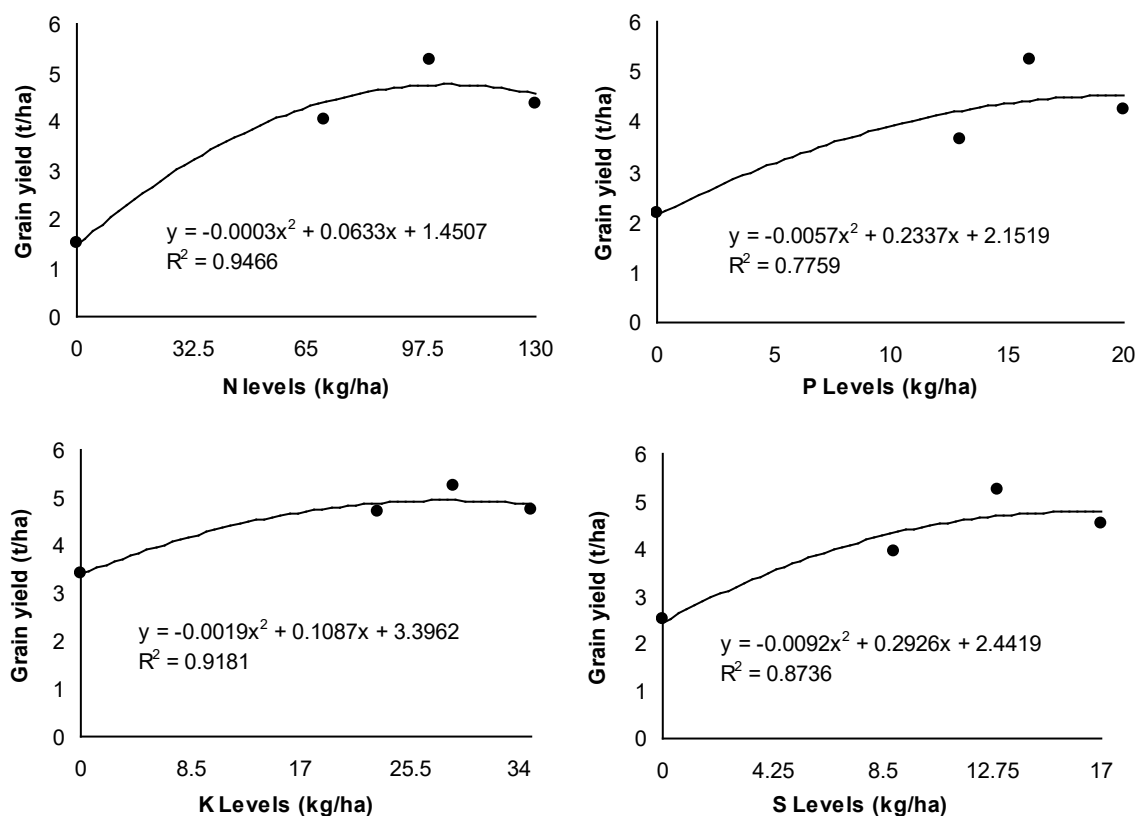 6
5
4
3
2
1
0
Grain yield (t/ha)
y = -0.0003x² + 0.0633x + 1.4507
R² = 0.9466
0 32.5 65 97.5 130
N levels (kg/ha)
6
5
4
3
2
1
0
Grain yield (t/ha)
y = -0.0057x² + 0.2337x + 2.1519
R² = 0.7759
0 5 10 15 20
P Levels (kg/ha)
6
5
4
3
2
1
0
Grain yield (t/ha)
y = -0.0019x² + 0.1087x + 3.3962
R² = 0.9181
0 8.5 17 25.5 34
K Levels (kg/ha)
6
5
4
3
2
1
0
Grain yield (t/ha)
y = -0.0092x² + 0.2926x + 2.4419
R² = 0.8736
0 4.25 8.5 12.75 17
S Levels (kg/ha)